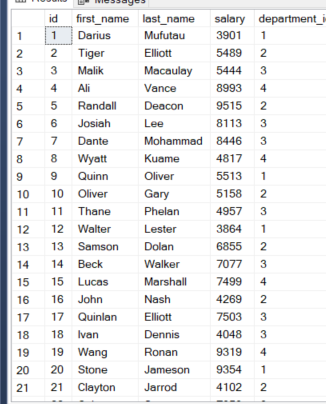 Messages
id first_name last_name salary department_i
1 1 Darius Mufutau 3901 1
2 2 Tiger Elliott 5489 2
3 3 Malik Macaulay 5444 3
4 4 Ali Vance 8993 4
5 5 Randall Deacon 9515 2
6 6 Josiah Lee 8113 3
7 7 Dante Mohammad 8446 3
8 8 Wyatt Kuame 4817 4
9 9 Quinn Oliver 5513 1
10 10 Oliver Gary 5158 2
11 11 Thane Phelan 4957 3
12 12 Walter Lester 3864 1
13 13 Samson Dolan 6855 2
14 14 Beck Walker 7077 3
15 15 Lucas Marshall 7499 4
16 16 John Nash 4269 2
17 17 Quinlan Elliott 7503 3
18 18 Ivan Dennis 4048 3
19 19 Wang Ronan 9319 4
20 20 Stone Jameson 9354 1
21 21 Clayton Jarrod 4102 2